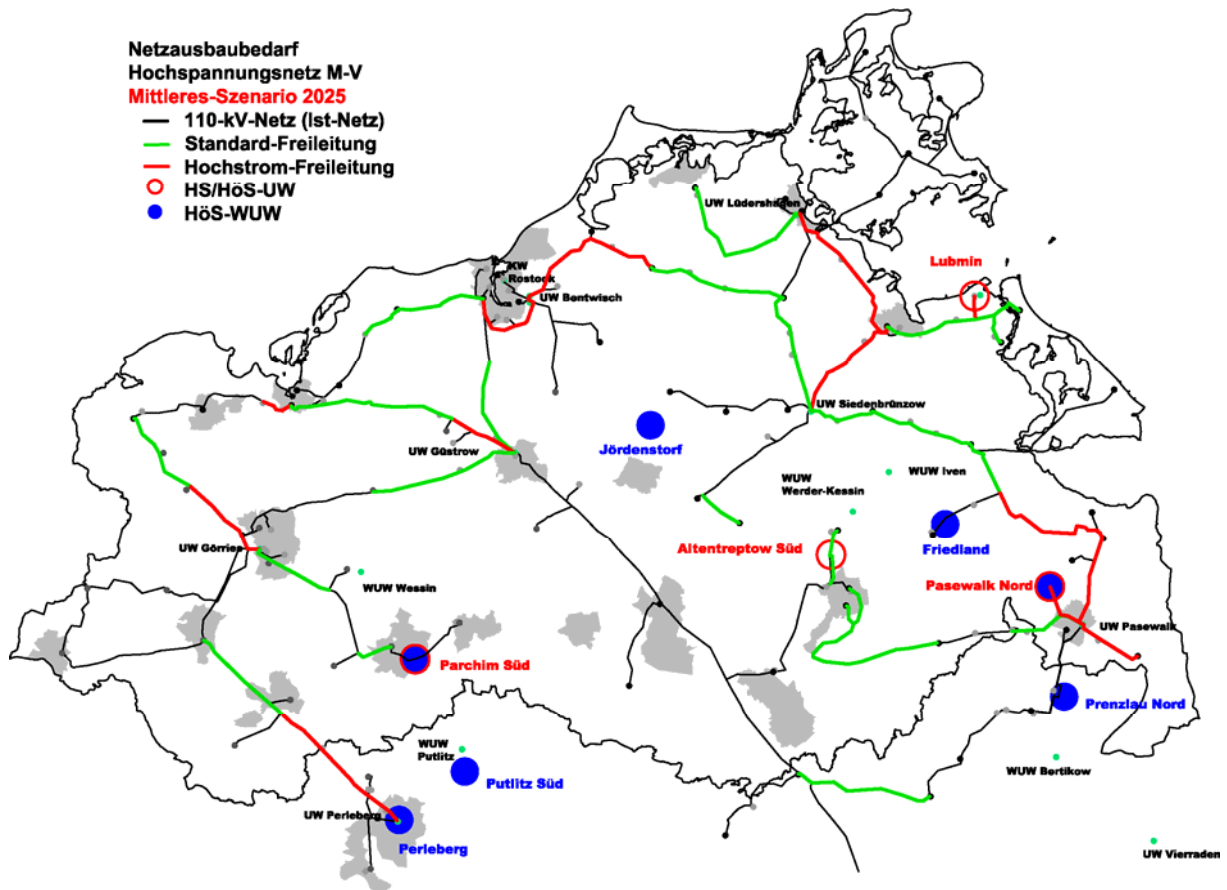 Netzausbaubedarf
Hochspannungsnetz M-V
Mittleres-Szenario 2025
110-kV-Netz (Ist-Netz)
Standard-Freileitung
Hochstrom-Freileitung
HS/HöS-UW
HöS-WUW
UW Lüdershagen
KW
Rostock
UW Bentwisch
Lubmin
UW Siedenbrünzow
Jördenstorf
UW Güstrow
WUW Iven
WUW
Werder-Kessin
Friedland
Altentreptow Süd
UW Görries
WUW Wessin
Pasewalk Nord
UW Pasewalk
Parchim Süd
Prenzlau Nord
WUW
Putlitz
Putlitz Süd
WUW Bertikow
UW Perleberg
Perleberg
UW Vierraden